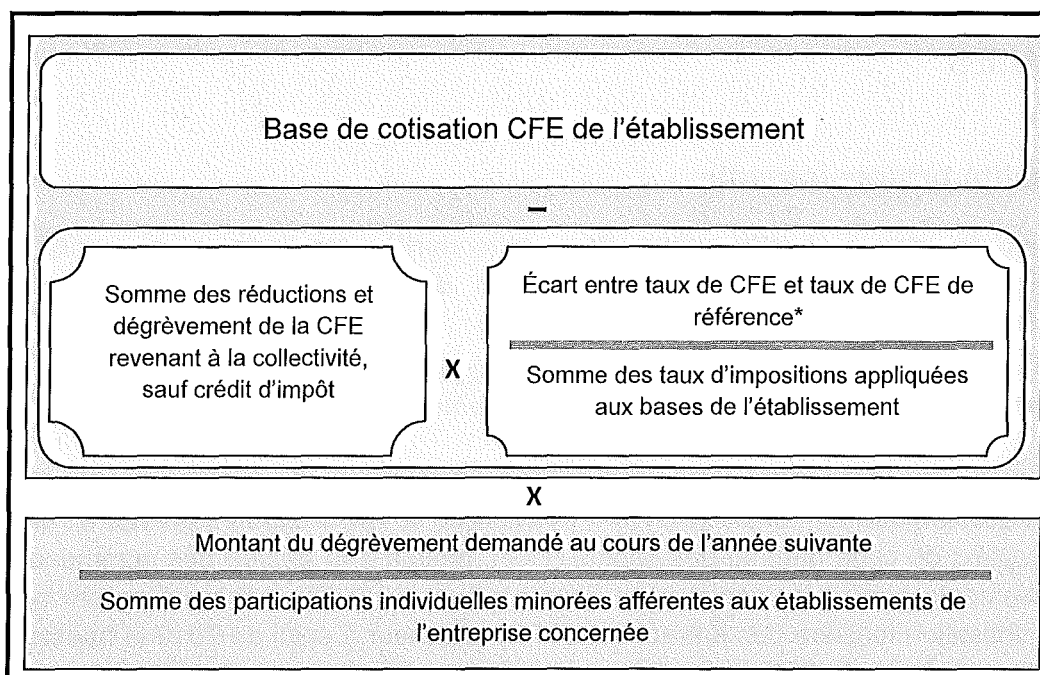 Base de cotisation CFE de l'établissement
–
Somme des réductions et
dégrèvement de la CFE
revenant à la collectivité,
sauf crédit d'impôt
X
Écart entre taux de CFE et taux de CFE de
référence*
Somme des taux d'impositions appliquées
aux bases de l'établissement
X
Montant du dégrèvement demandé au cours de l'année suivante
Somme des participations individuelles minorées afférentes aux établissements de
l'entreprise concernée